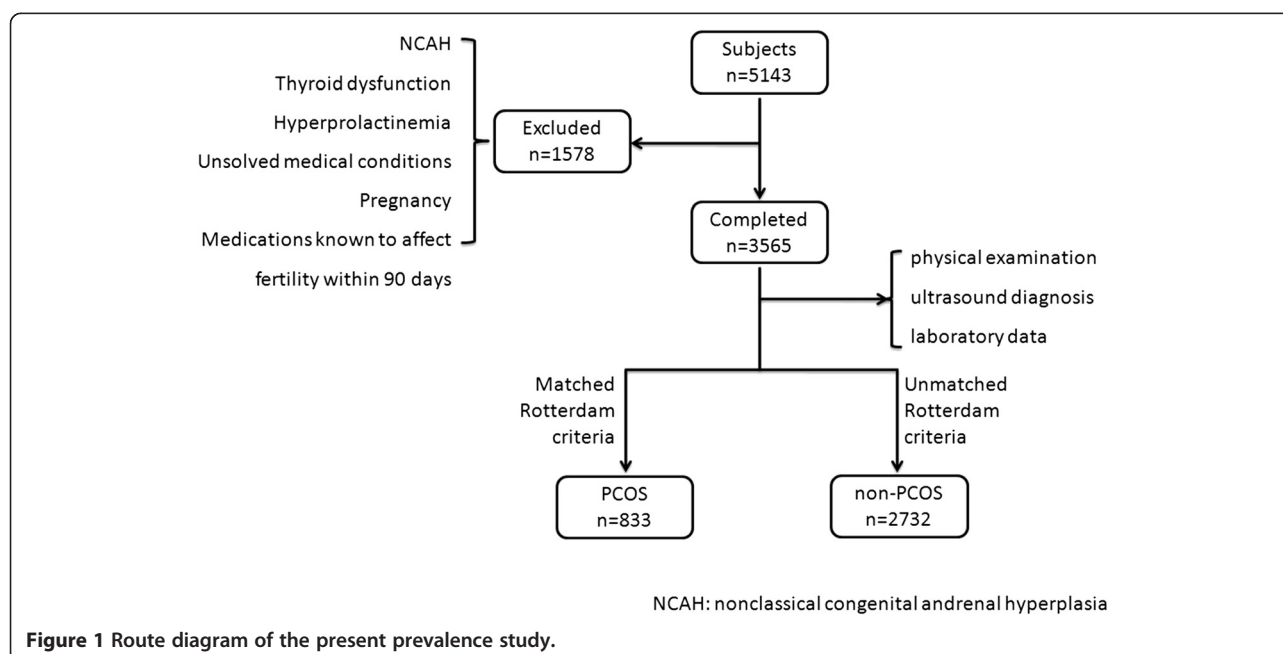 Subjects
n=5143
NCAH
Thyroid dysfunction
Hyperprolactinemia
Unsolved medical conditions
Pregnancy
Medications known to affect
fertility within 90 days
Excluded
n=1578
Completed
n=3565
physical examination
ultrasound diagnosis
laboratory data
Matched
Rotterdam
criteria
Unmatched
Rotterdam
criteria
PCOS
n=833
non-PCOS
n=2732
NCAH: nonclassical congenital andrenal hyperplasia
Figure 1 Route diagram of the present prevalence study.